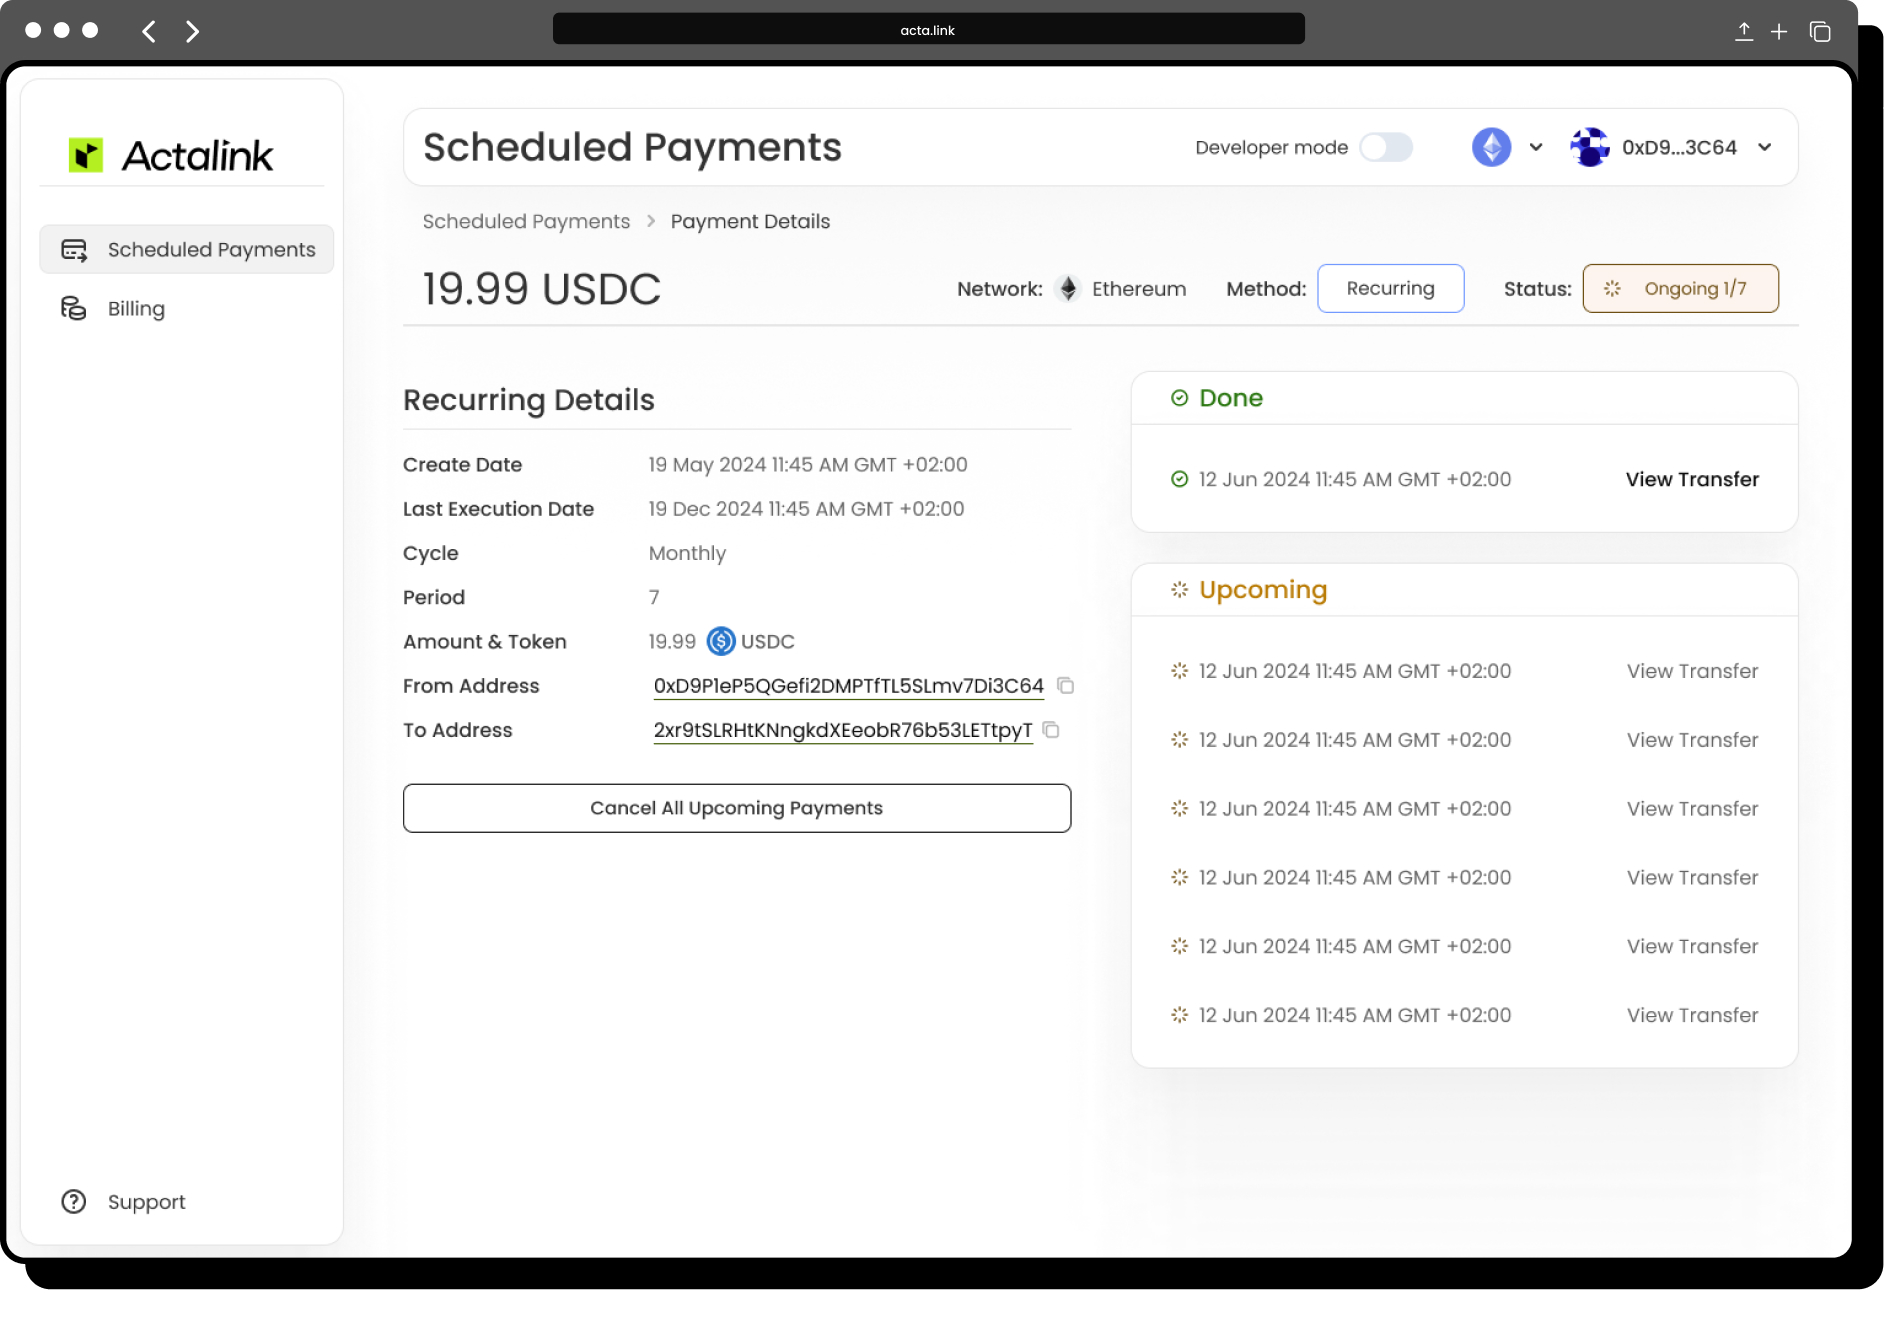 acta.link
Actalink
Scheduled Payments
Billing
Support
Scheduled Payments
Developer mode
0xD9...3C64
Scheduled Payments > Payment Details
19.99 USDC
Network: Ethereum
Method: Recurring
Status: Ongoing 1/7
Recurring Details
Create Date 19 May 2024 11:45 AM GMT +02:00
Last Execution Date 19 Dec 2024 11:45 AM GMT +02:00
Cycle Monthly
Period 7
Amount & Token 19.99 USDC
From Address 0xD9P1eP5QGefi2DMPTfTL5SLmv7Di3C64
To Address 2xr9tSLRHtKNngkdXEeobR76b53LETtpyT
Cancel All Upcoming Payments
Done
12 Jun 2024 11:45 AM GMT +02:00 View Transfer
Upcoming
12 Jun 2024 11:45 AM GMT +02:00 View Transfer
12 Jun 2024 11:45 AM GMT +02:00 View Transfer
12 Jun 2024 11:45 AM GMT +02:00 View Transfer
12 Jun 2024 11:45 AM GMT +02:00 View Transfer
12 Jun 2024 11:45 AM GMT +02:00 View Transfer
12 Jun 2024 11:45 AM GMT +02:00 View Transfer